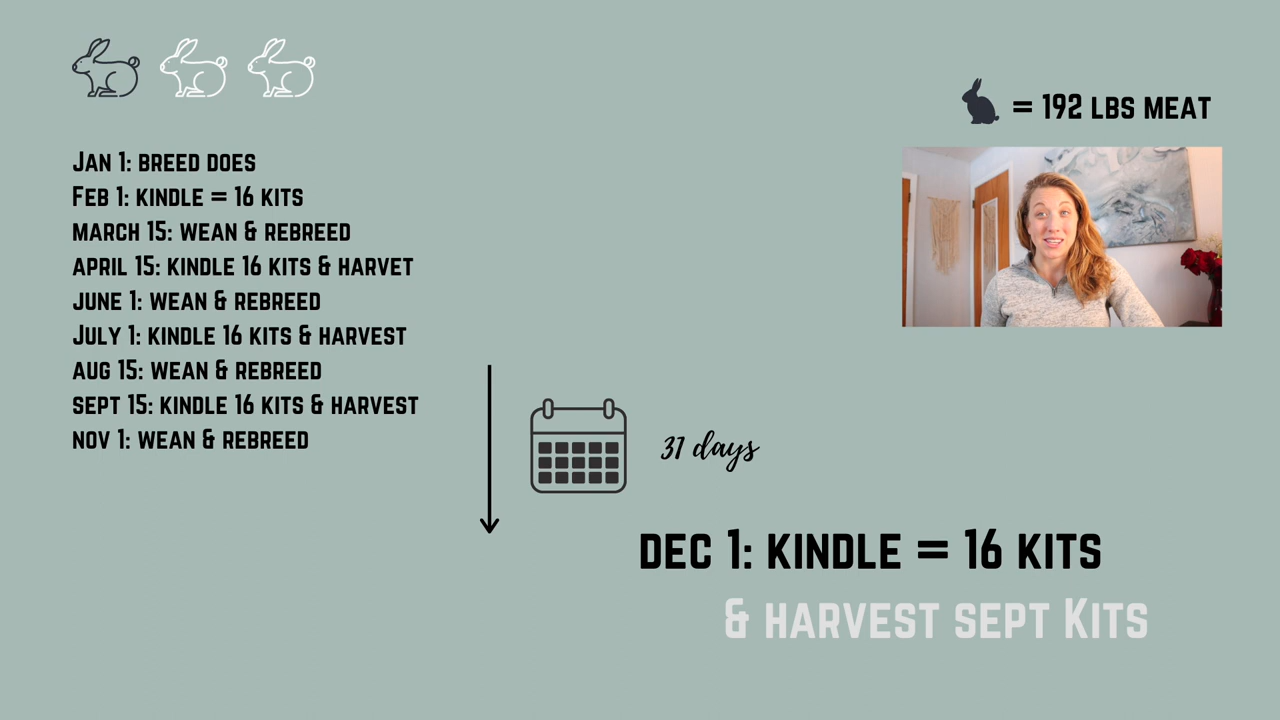 = 192 LBS MEAT
JAN 1: BREED DOES
FEB 1: KINDLE = 16 KITS
MARCH 15: WEAN & REBREED
APRIL 15: KINDLE 16 KITS & HARVET
JUNE 1: WEAN & REBREED
JULY 1: KINDLE 16 KITS & HARVEST
AUG 15: WEAN & REBREED
SEPT 15: KINDLE 16 KITS & HARVEST
NOV 1: WEAN & REBREED
31 days
DEC 1: KINDLE = 16 KITS
& HARVEST SEPT KITS